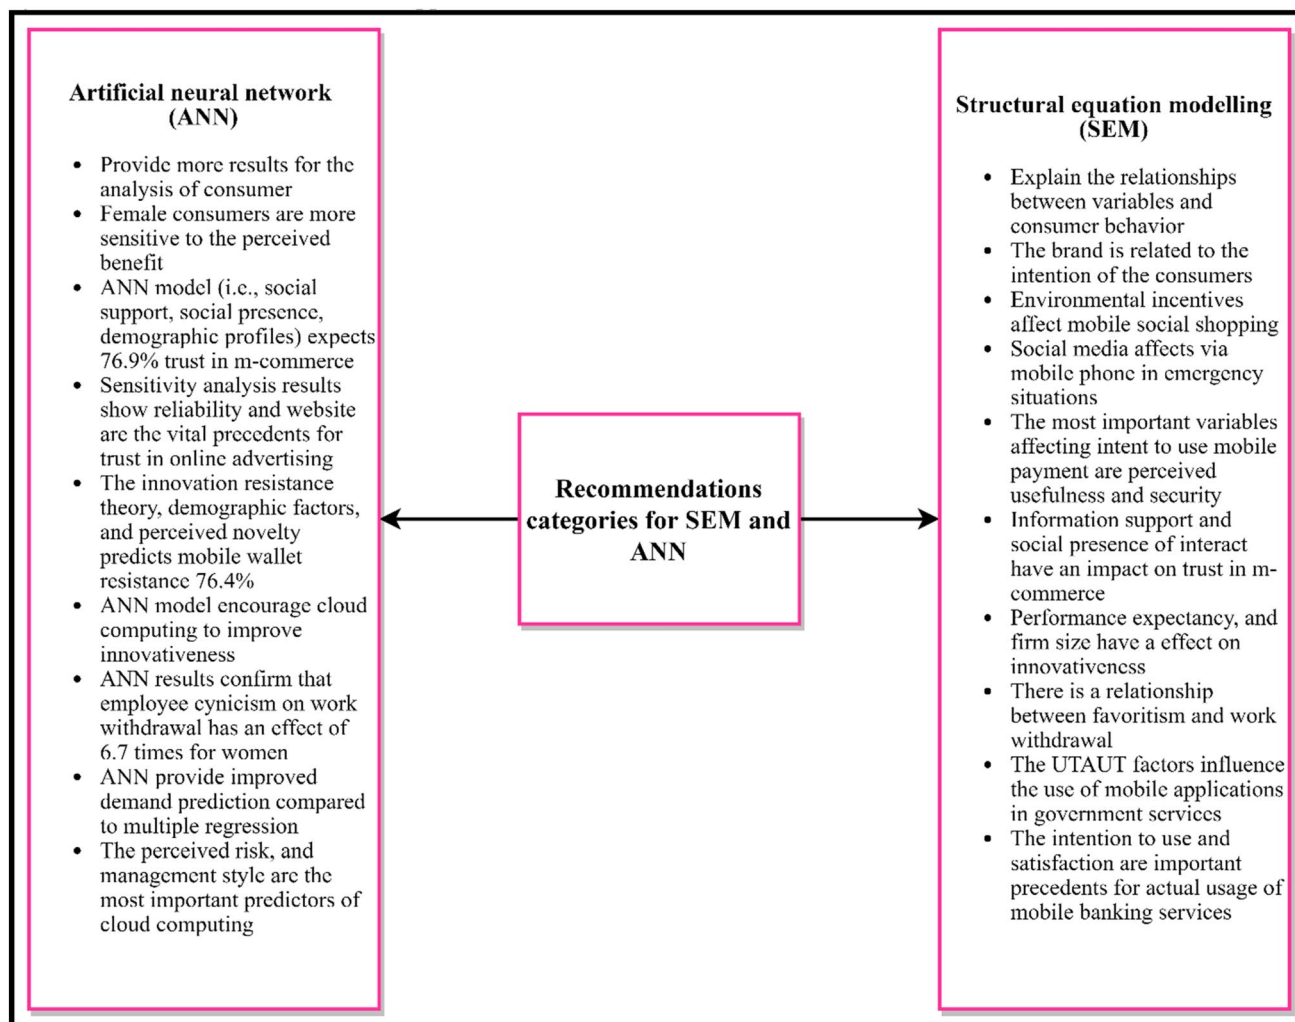 Artificial neural network
(ANN)
• Provide more results for the
analysis of consumer
• Female consumers are more
sensitive to the perceived
benefit
• ANN model (i.e., social
support, social presence,
demographic profiles) expects
76.9% trust in m-commerce
• Sensitivity analysis results
show reliability and website
are the vital precedents for
trust in online advertising
• The innovation resistance
theory, demographic factors,
and perceived novelty
predicts mobile wallet
resistance 76.4%
• ANN model encourage cloud
computing to improve
innovativeness
• ANN results confirm that
employee cynicism on work
withdrawal has an effect of
6.7 times for women
• ANN provide improved
demand prediction compared
to multiple regression
• The perceived risk, and
management style are the
most important predictors of
cloud computing
Recommendations
categories for SEM and
ANN
Structural equation modelling
(SEM)
• Explain the relationships
between variables and
consumer behavior
• The brand is related to the
intention of the consumers
• Environmental incentives
affect mobile social shopping
• Social media affects via
mobile phone in emergency
situations
• The most important variables
affecting intent to use mobile
payment are perceived
usefulness and security
• Information support and
social presence of interact
have an impact on trust in m-
commerce
• Performance expectancy, and
firm size have a effect on
innovativeness
• There is a relationship
between favoritism and work
withdrawal
• The UTAUT factors influence
the use of mobile applications
in government services
• The intention to use and
satisfaction are important
precedents for actual usage of
mobile banking services